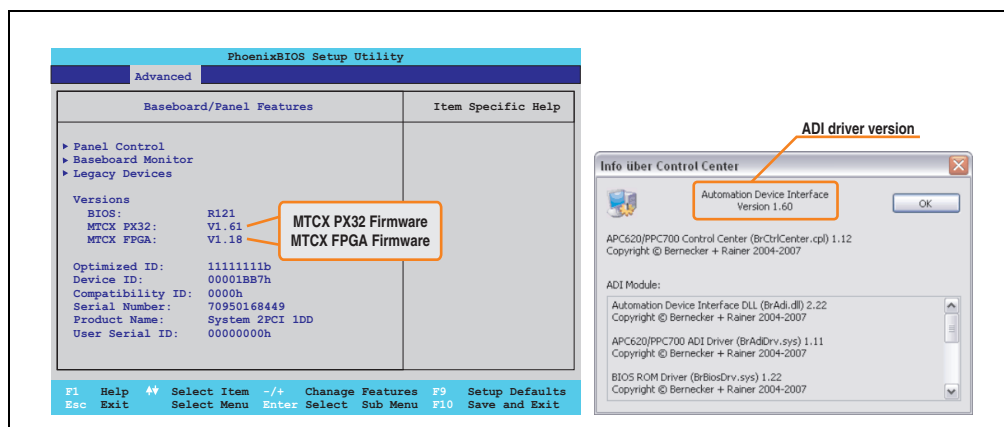 PhoenixBIOS Setup Utility
Advanced
Baseboard/Panel Features
Item Specific Help
Panel Control
Baseboard Monitor
Legacy Devices
Versions
BIOS: R121
MTCX PX32: V1.61
MTCX FPGA: V1.18
MTCX PX32 Firmware
MTCX FPGA Firmware
Optimized ID: 11111111b
Device ID: 00001BB7h
Compatibility ID: 0000h
Serial Number: 70950168449
Product Name: System 2PCI 1DD
User Serial ID: 00000000h
F1 Help Select Item -/+ Chanage Features F9 Setup Defaults
Esc Exit Select Menu Enter Select Sub Menu F10 Save and Exit
ADI driver version
Info über Control Center
Automation Device Interface
Version 1.60
OK
APC620/PPC700 Control Center (BrCtrlCenter.cpl) 1.12
Copyright © Bernecker + Rainer 2004-2007
ADI Module:
Automation Device Interface DLL (BrAdi.dll) 2.22
Copyright © Bernecker + Rainer 2004-2007
APC620/PPC700 ADI Driver (BrAdiDrv.sys) 1.11
Copyright © Bernecker + Rainer 2004-2007
BIOS ROM Driver (BrBiosDrv.sys) 1.22
Copyright © Bernecker + Rainer 2004-2007